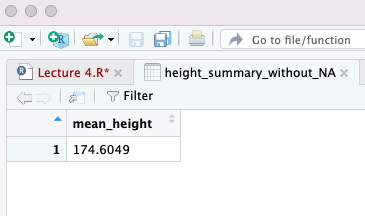 Go to file/function
Lecture 4.R* height_summary_without_NA
Filter
mean_height
1 174.6049